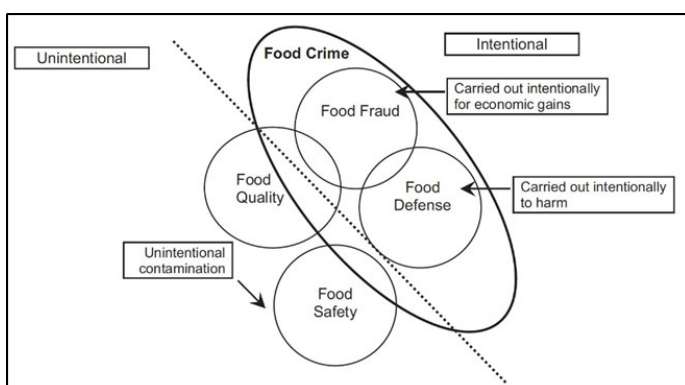 Unintentional
Food Crime
Intentional
Food Fraud
Carried out intentionally
for economic gains
Food
Quality
Food
Defense
Carried out intentionally
to harm
Unintentional
contamination
Food
Safety